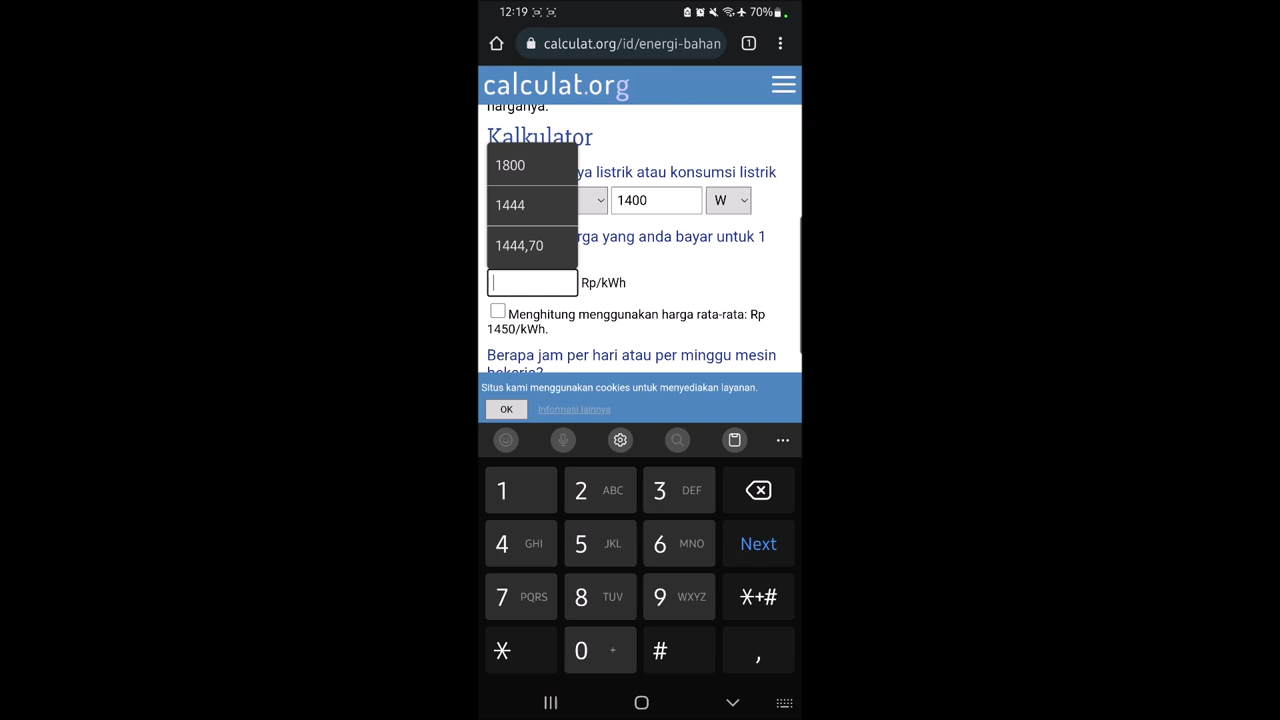 12:19
70%
calculat.org/id/energi-bahan
1
calculat.org
harganya.
Kalkulator
1800
ya listrik atau konsumsi listrik
1444
1400
W
1444,70
rga yang anda bayar untuk 1
Rp/kWh
Menghitung menggunakan harga rata-rata: Rp
1450/kWh.
Berapa jam per hari atau per minggu mesin
bekerja?
Situs kami menggunakan cookies untuk menyediakan layanan.
OK
Informasi lainnya
1
2 ABC
3 DEF
4 GHI
5 JKL
6 MNO
Next
7 PQRS
8 TUV
9 WXYZ
*+#
*
0 +
#
,